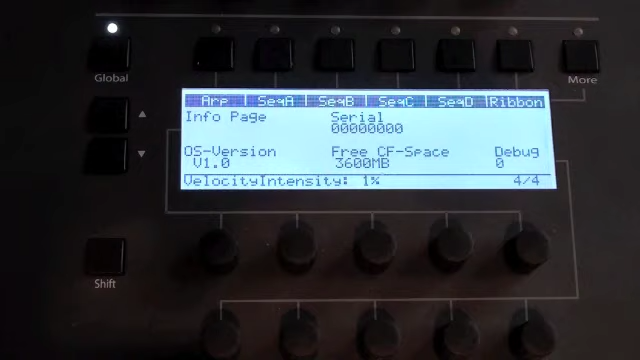 Global
More
Arp | SeqA | SeqB | SeqC | SeqD | Ribbon
Info Page Serial
00000000
OS-Version Free CF-Space Debug
V1.0 3600MB 0
VelocityIntensity: 1% 4/4
Shift